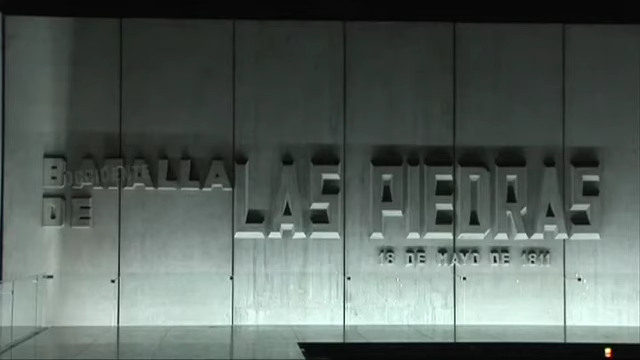 BATALLA
DE
LAS PIEDRAS
18 DE MAYO DE 1811